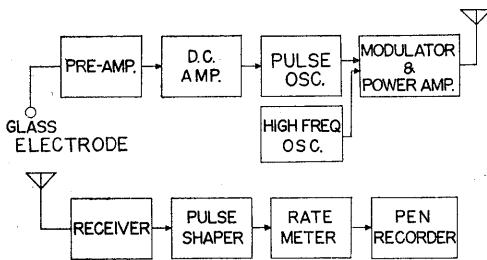 PRE-AMP.
D.C.
AMP.
PULSE
OSC.
MODULATOR
&
POWER AMP.
HIGH FREQ
OSC.
GLASS
ELECTRODE
RECEIVER
PULSE
SHAPER
RATE
METER
PEN
RECORDER